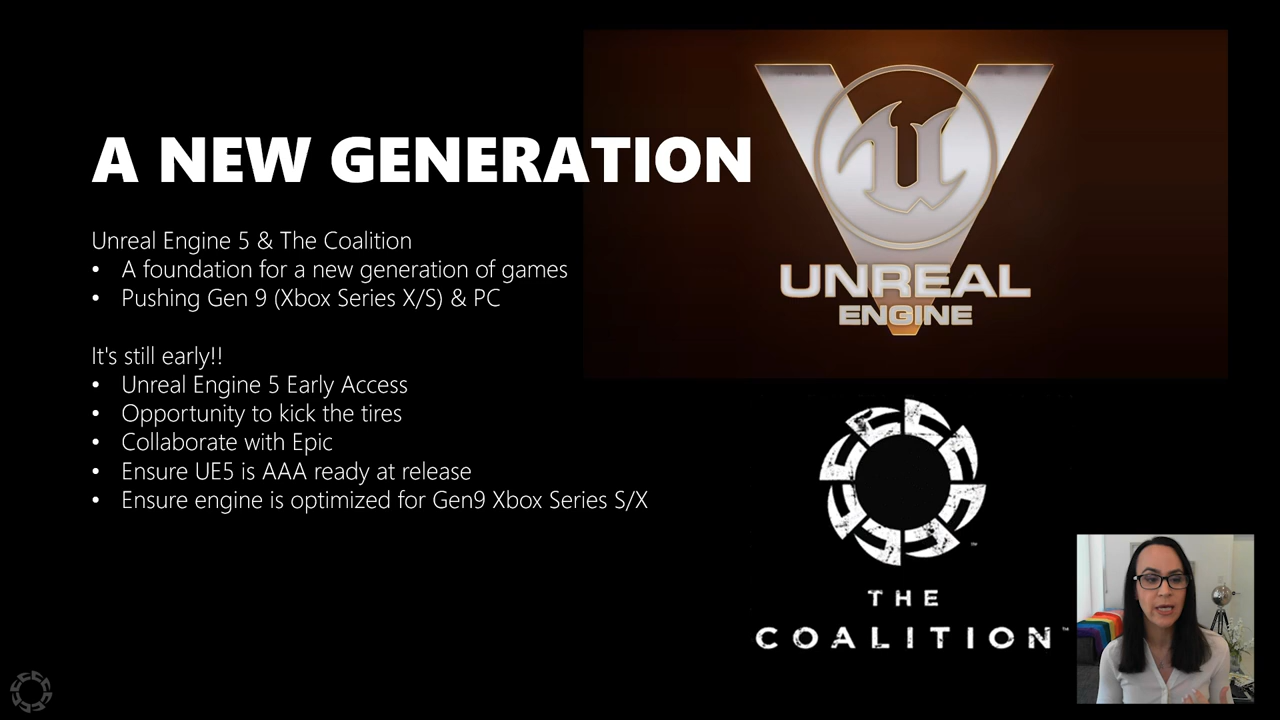 A NEW GENERATION
Unreal Engine 5 & The Coalition
• A foundation for a new generation of games
• Pushing Gen 9 (Xbox Series X/S) & PC
It's still early!!
• Unreal Engine 5 Early Access
• Opportunity to kick the tires
• Collaborate with Epic
• Ensure UE5 is AAA ready at release
• Ensure engine is optimized for Gen9 Xbox Series S/X
UNREAL
ENGINE
THE
COALITION™